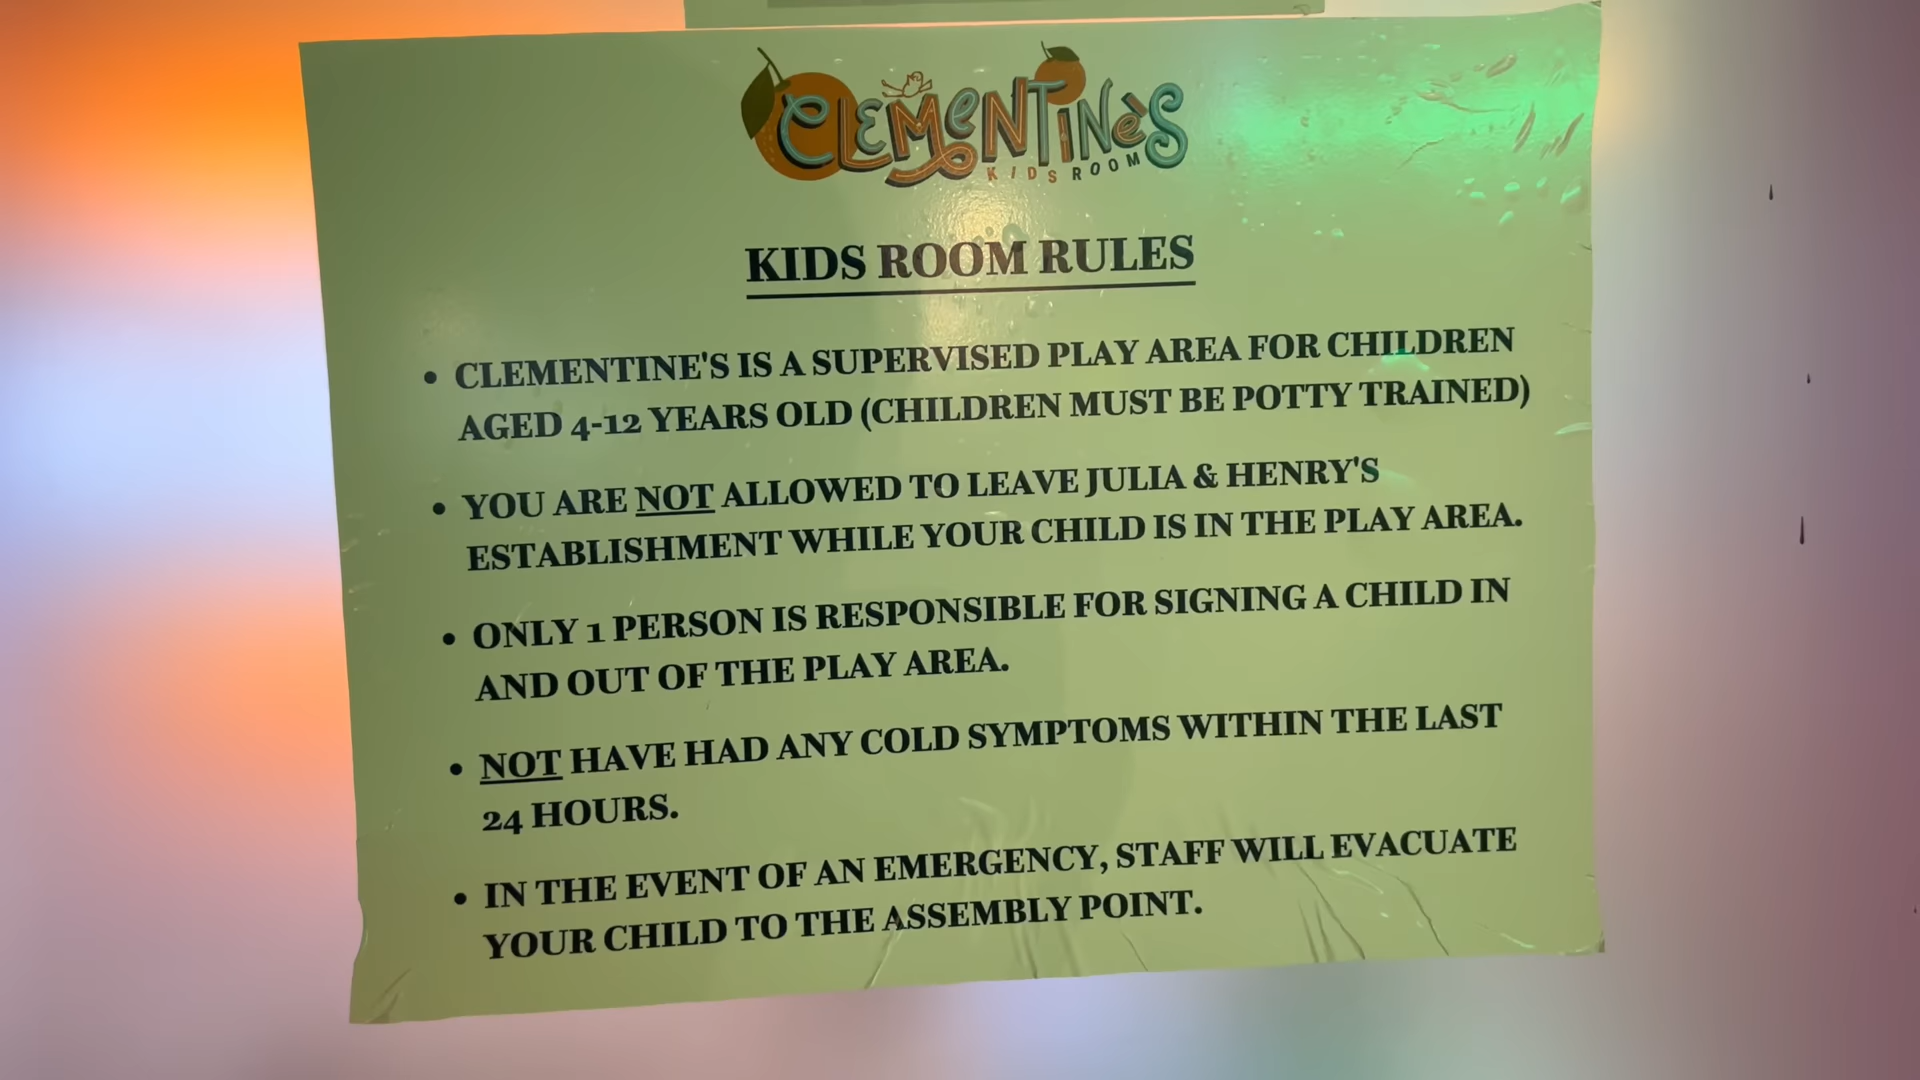 CLEMENTINè'S
KIDS ROOM
KIDS ROOM RULES
• CLEMENTINE'S IS A SUPERVISED PLAY AREA FOR CHILDREN
AGED 4-12 YEARS OLD (CHILDREN MUST BE POTTY TRAINED)
• YOU ARE NOT ALLOWED TO LEAVE JULIA & HENRY'S
ESTABLISHMENT WHILE YOUR CHILD IS IN THE PLAY AREA.
• ONLY 1 PERSON IS RESPONSIBLE FOR SIGNING A CHILD IN
AND OUT OF THE PLAY AREA.
• NOT HAVE HAD ANY COLD SYMPTOMS WITHIN THE LAST
24 HOURS.
• IN THE EVENT OF AN EMERGENCY, STAFF WILL EVACUATE
YOUR CHILD TO THE ASSEMBLY POINT.